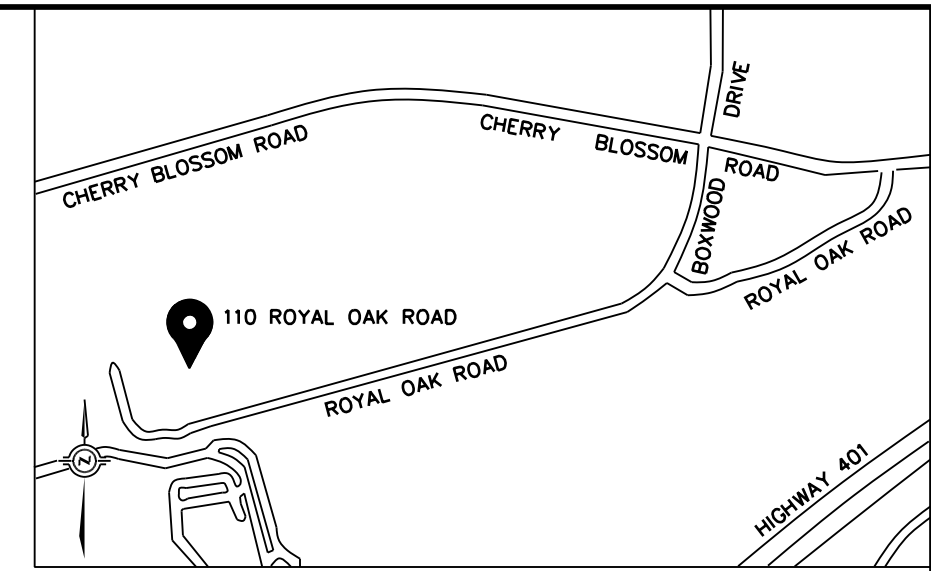 DRIVE
CHERRY BLOSSOM ROAD
CHERRY BLOSSOM ROAD
BOXWOOD
ROYAL OAK ROAD
110 ROYAL OAK ROAD
ROYAL OAK ROAD
HIGHWAY 401
N